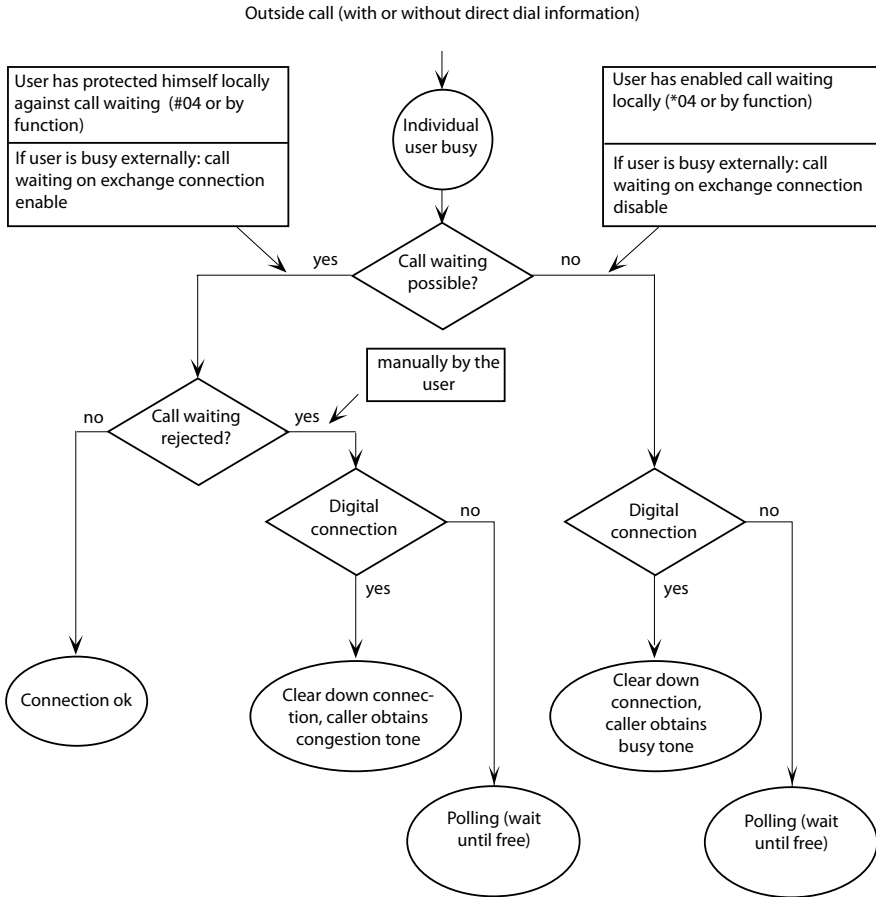 Outside call (with or without direct dial information)
User has protected himself locally
against call waiting (#04 or by
function)
If user is busy externally: call
waiting on exchange connection
enable
Individual
user busy
User has enabled call waiting
locally (*04 or by function)
If user is busy externally: call
waiting on exchange connection
disable
yes
Call waiting
possible?
no
manually by the
user
no
Call waiting
rejected?
yes
Digital
connection
no
yes
Digital
connection
no
yes
Connection ok
Clear down connec-
tion, caller obtains
congestion tone
Clear down
connection,
caller obtains
busy tone
Polling (wait
until free)
Polling (wait
until free)